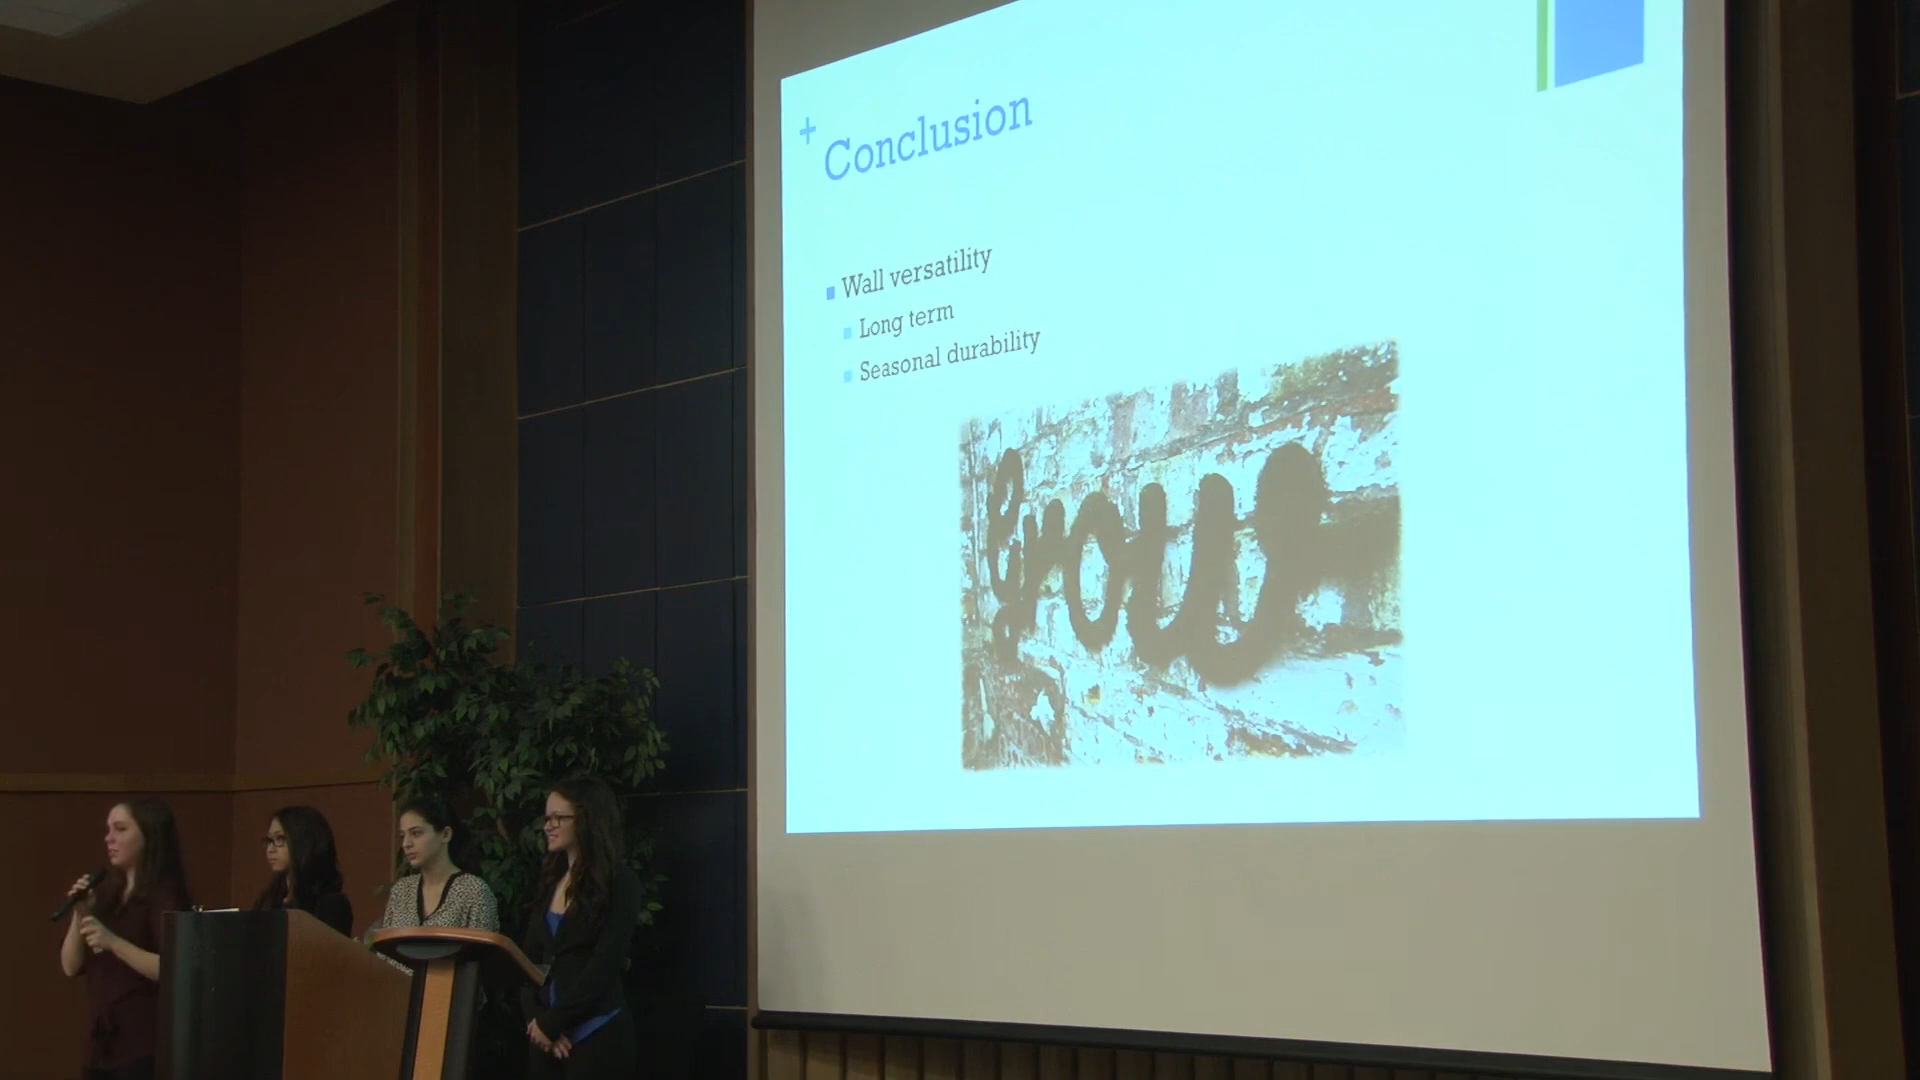 +
Conclusion
Wall versatility
Long term
Seasonal durability
Grow